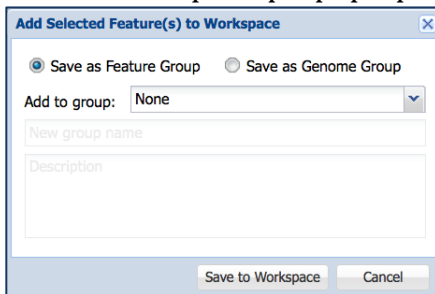 Add Selected Feature(s) to Workspace
Save as Feature Group Save as Genome Group
Add to group: None
New group name
Description
Save to Workspace Cancel